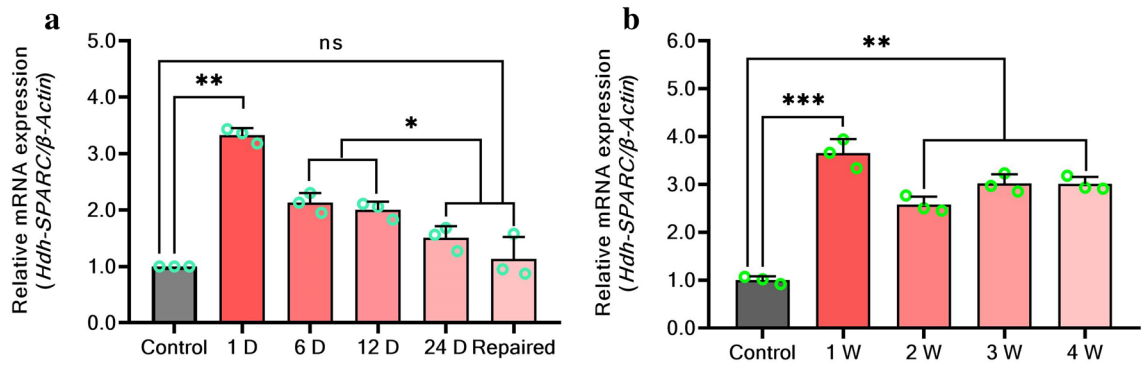 a
Relative mRNA expression
(Hdh-SPARC/β-Actin)
5.0
4.0
3.0
2.0
1.0
0.0
ns
**
*
Control 1 D 6 D 12 D 24 D Repaired
b
Relative mRNA expression
(Hdh-SPARC/β-Actin)
6.0
5.0
4.0
3.0
2.0
1.0
0.0
**
***
Control 1 W 2 W 3 W 4 W